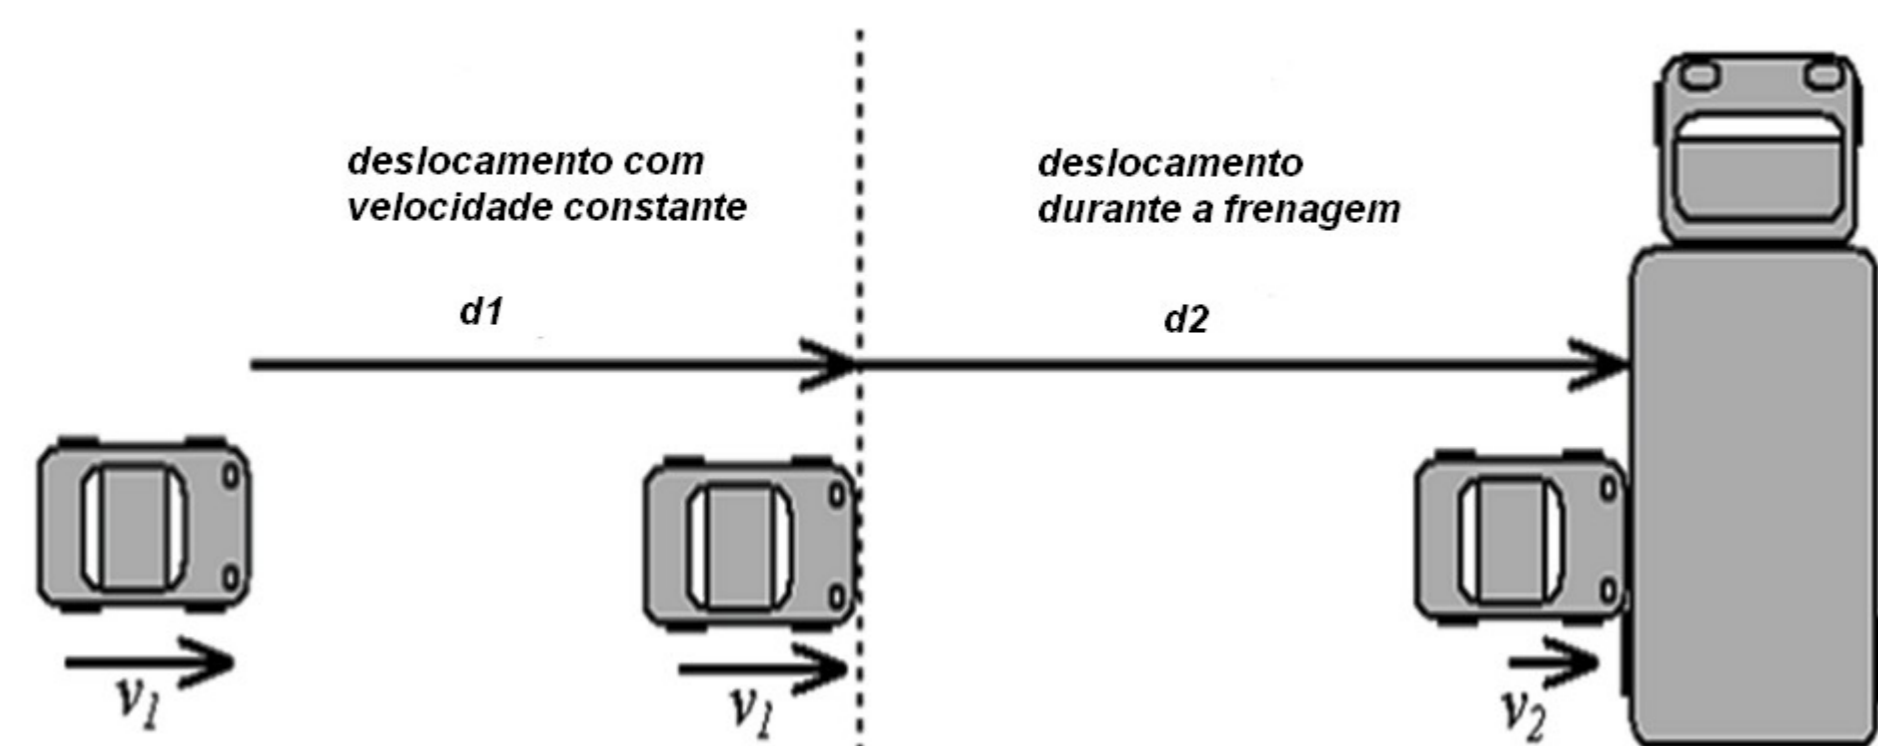 deslocamento com
velocidade constante
d1
deslocamento
durante a frenagem
d2
v1
v1
v2